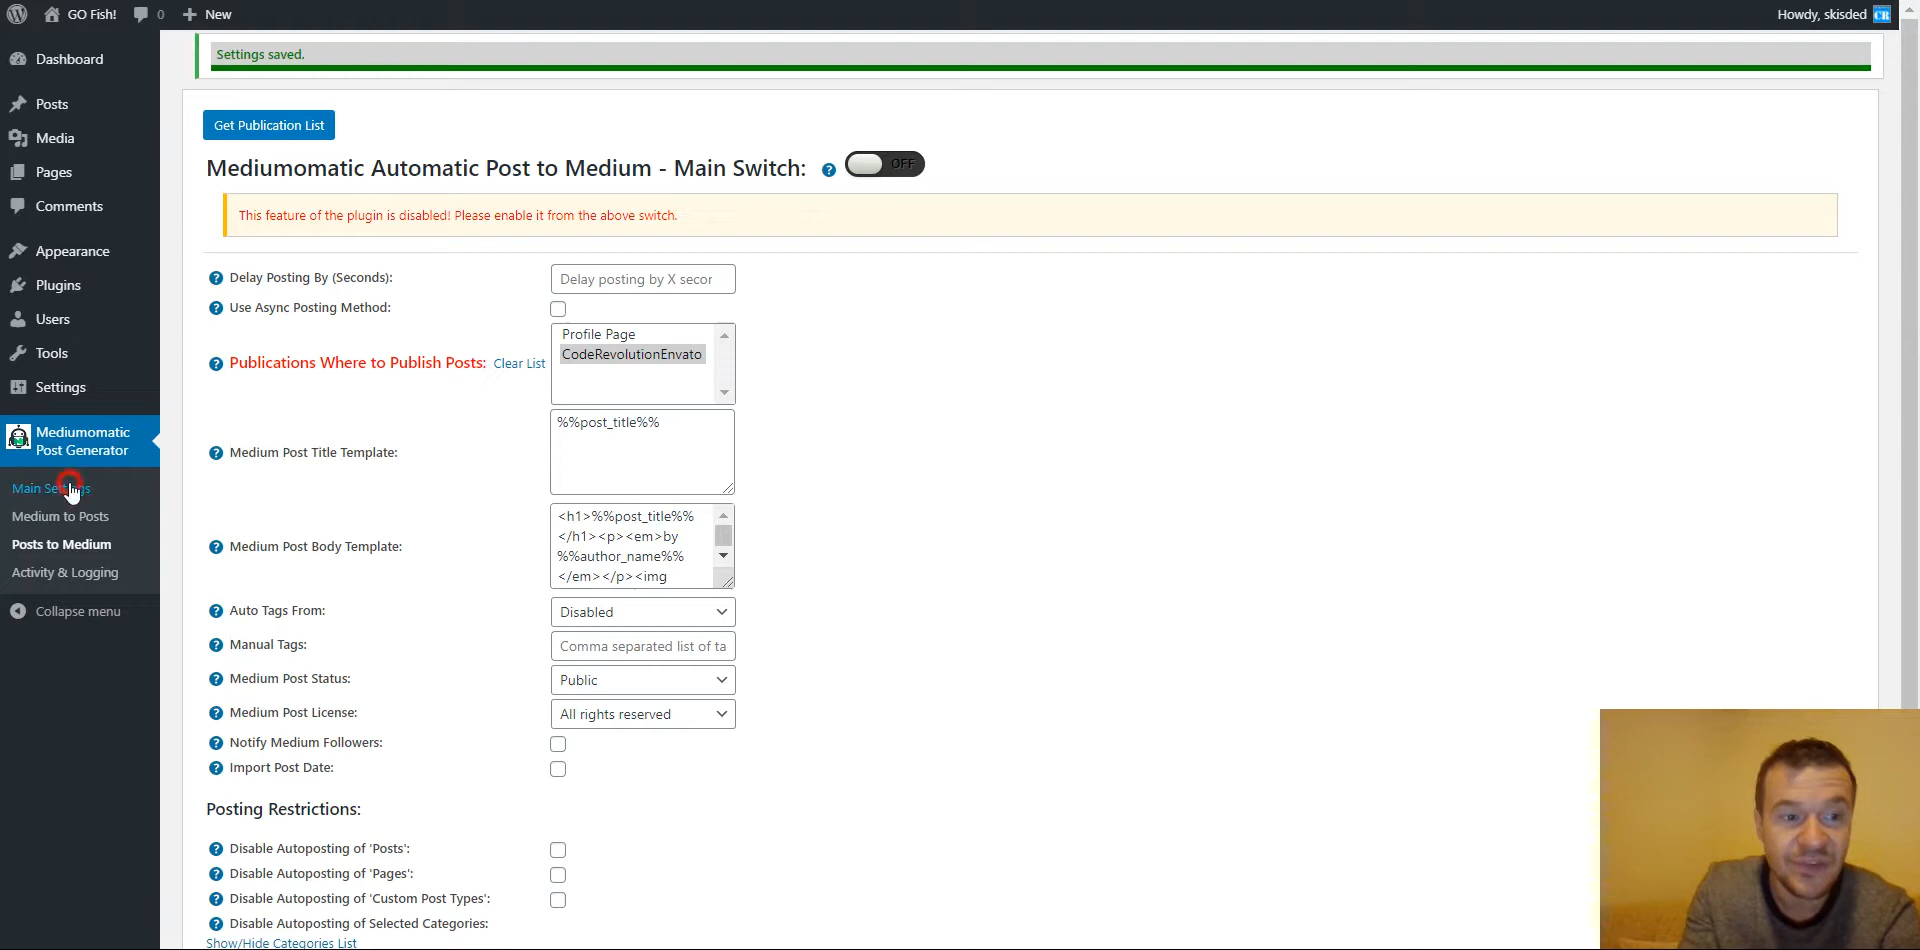 GO Fish!
0
New
Howdy, skisded
CR
Dashboard
Posts
Media
Pages
Comments
Appearance
Plugins
Users
Tools
Settings
Mediumomatic
Post Generator
Main Settings
Medium to Posts
Posts to Medium
Activity & Logging
Collapse menu
Settings saved.
Get Publication List
Mediumomatic Automatic Post to Medium - Main Switch:
OFF
This feature of the plugin is disabled! Please enable it from the above switch.
Delay Posting By (Seconds):
Delay posting by X secor
Use Async Posting Method:
Publications Where to Publish Posts: Clear List
Profile Page
CodeRevolutionEnvato
Medium Post Title Template:
%%post_title%%
Medium Post Body Template:
<h1>%%post_title%%
</h1><p><em>by
%%author_name%%
</em></p><img
Auto Tags From:
Disabled
Manual Tags:
Comma separated list of ta
Medium Post Status:
Public
Medium Post License:
All rights reserved
Notify Medium Followers:
Import Post Date:
Posting Restrictions:
Disable Autoposting of 'Posts':
Disable Autoposting of 'Pages':
Disable Autoposting of 'Custom Post Types':
Disable Autoposting of Selected Categories:
Show/Hide Categories List